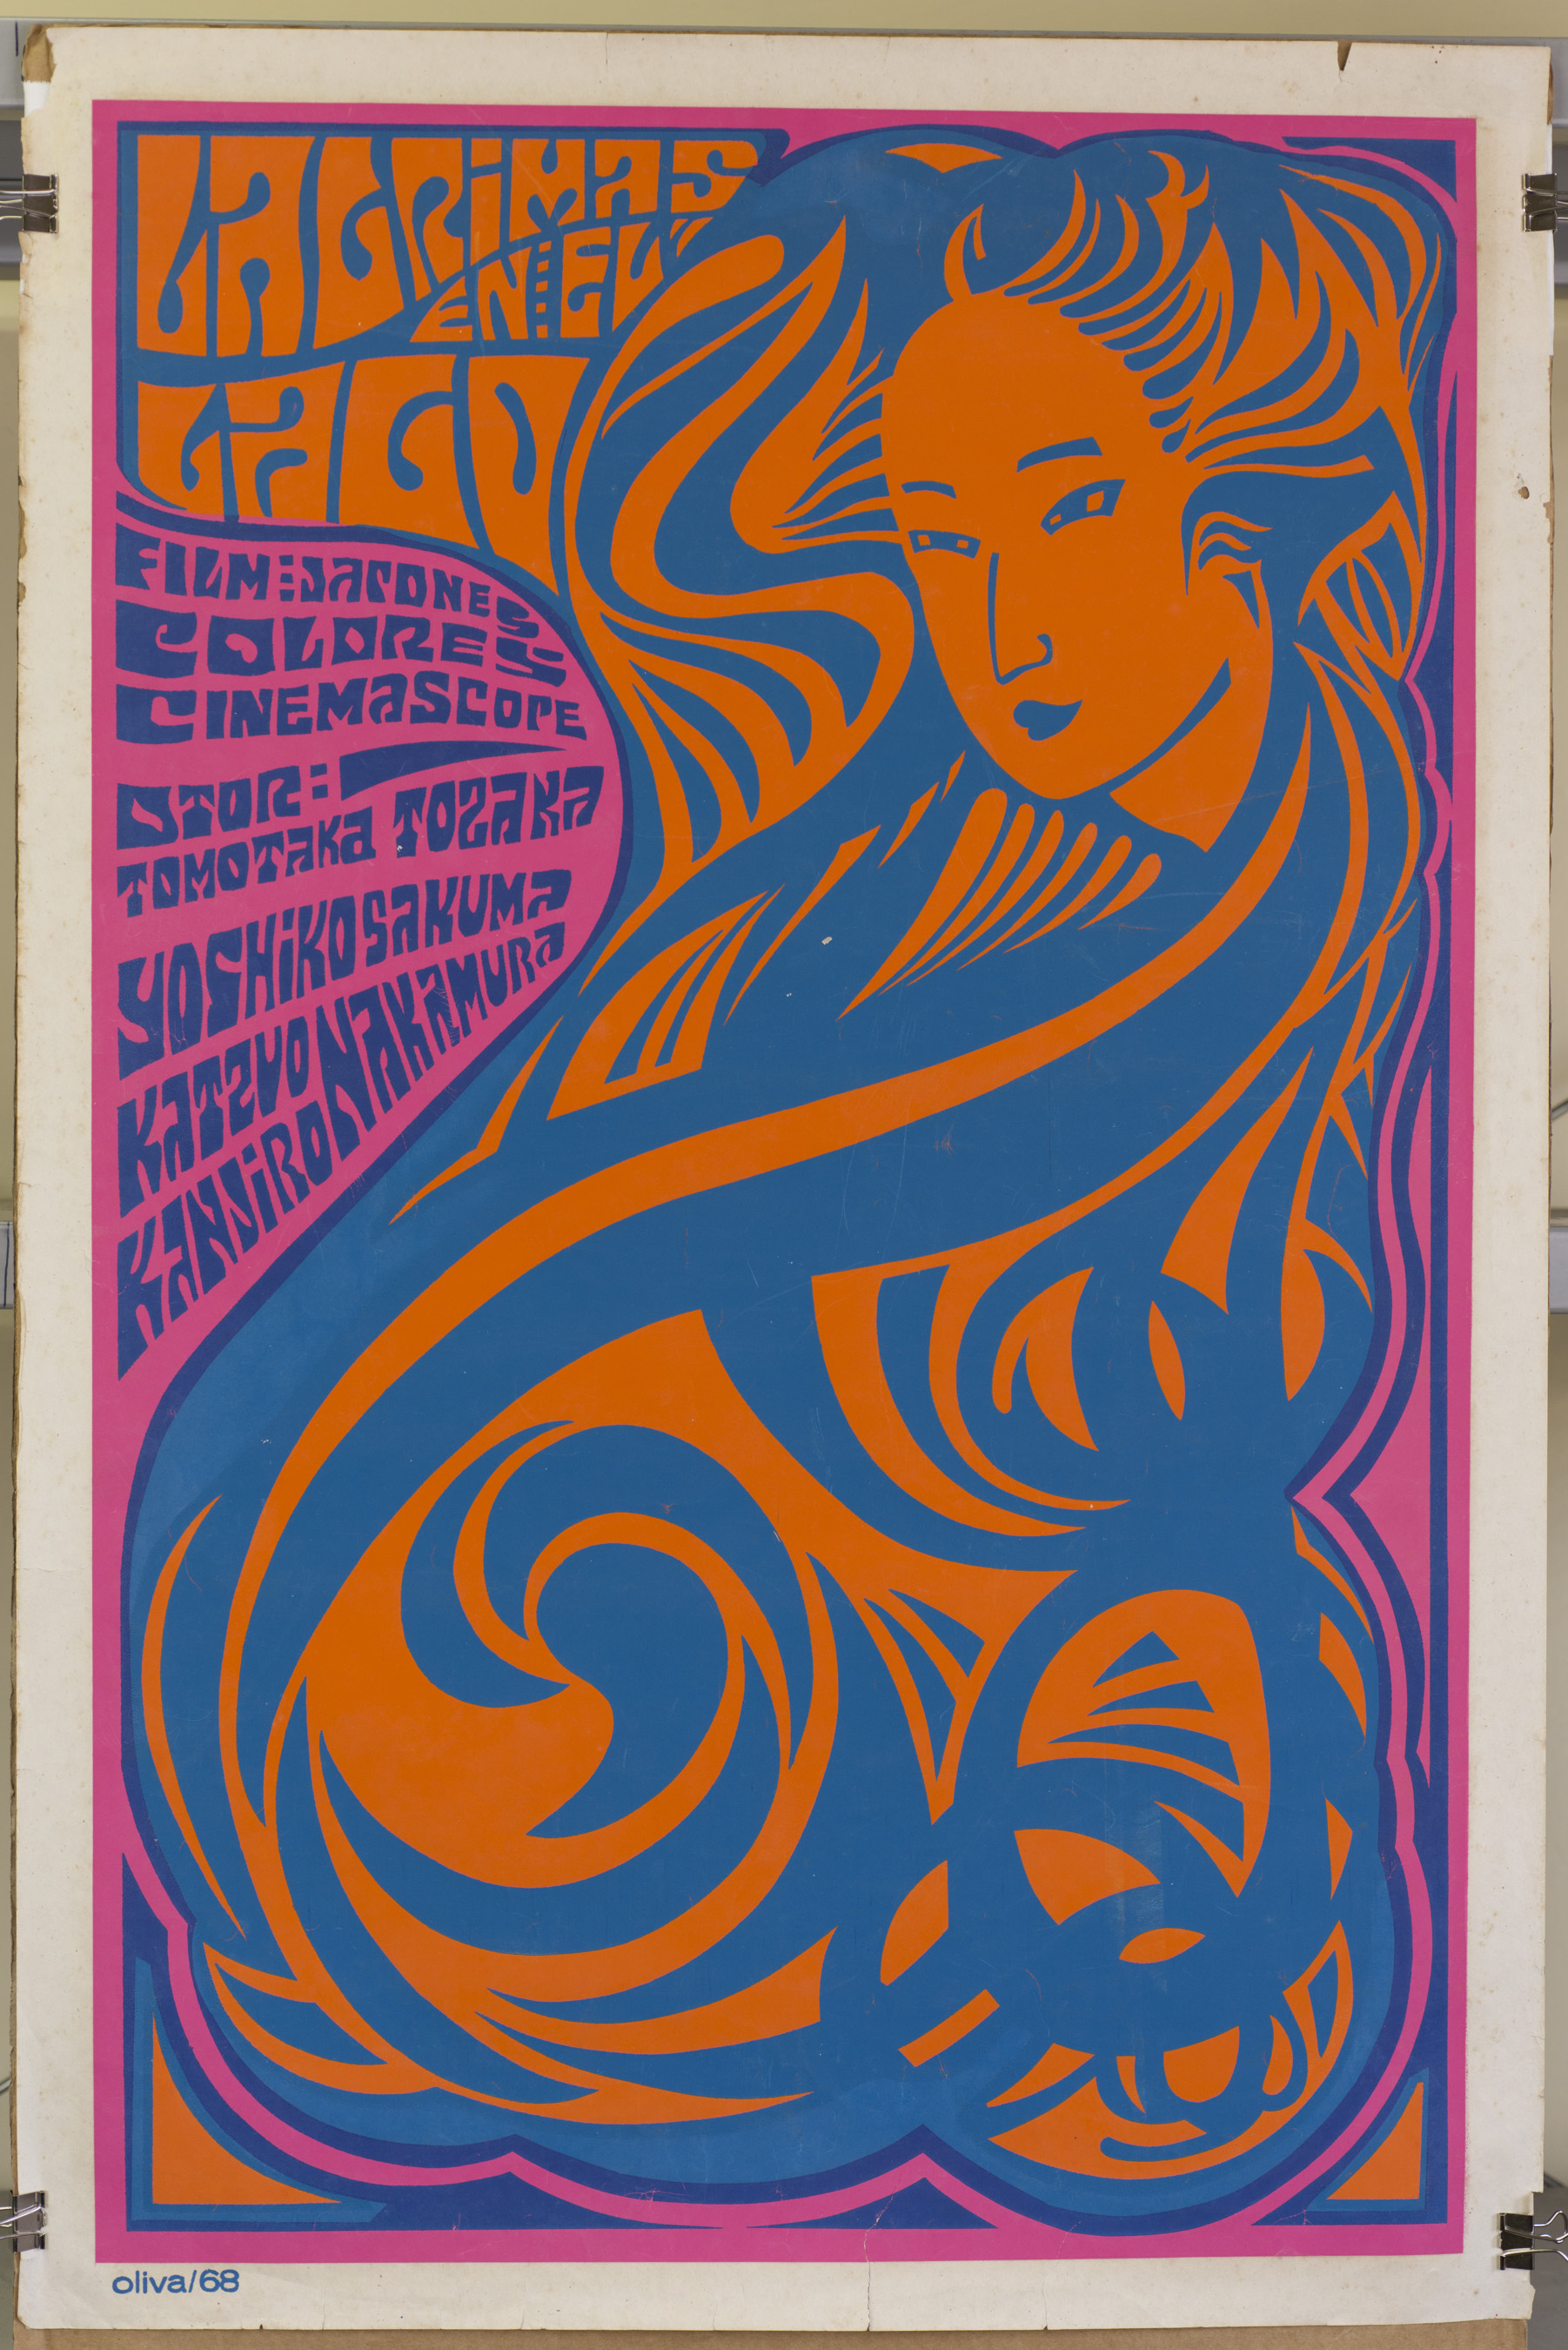 LAGRIMAS
EN EL
LAGO
FILM:JAPONES
COLORES
CINEMASCOPE
DTOR:
TOMOTAKA TOZAKA
YOSHIKO SAKUMA
KATZUO NAKAMURA
KANJIRO
oliva/68